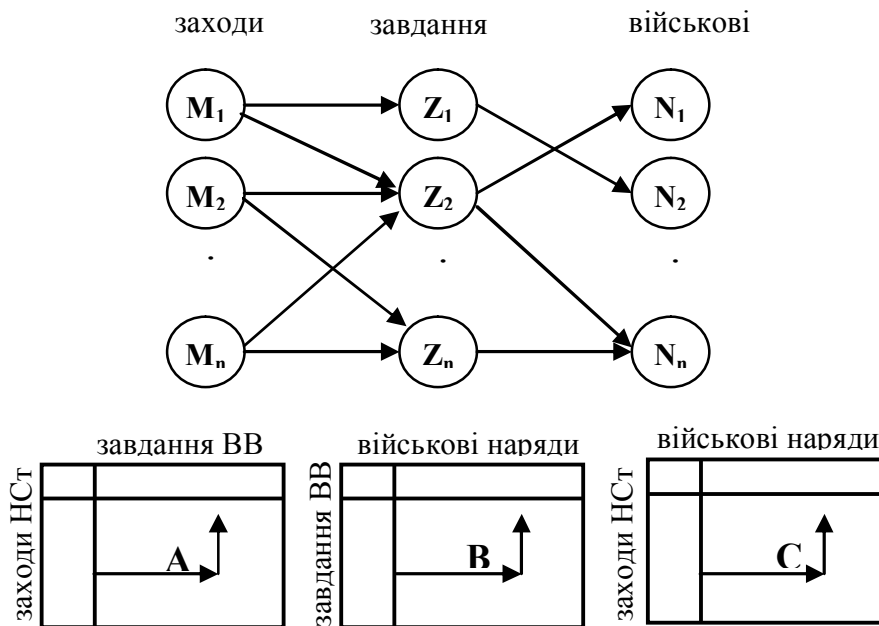 заходи завдання військові
M₁ Z₁ N₁
M₂ Z₂ N₂
. . .
Mₙ Zₙ Nₙ
завдання ВВ військові наряди військові наряди
заходи НСт завдання ВВ заходи НСт
A B C